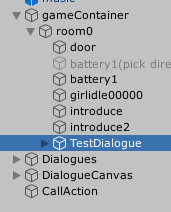 music
gameContainer
room0
door
battery1(pick dire
battery1
girlidle00000
introduce
introduce2
TestDialogue
Dialogues
DialogueCanvas
CallAction